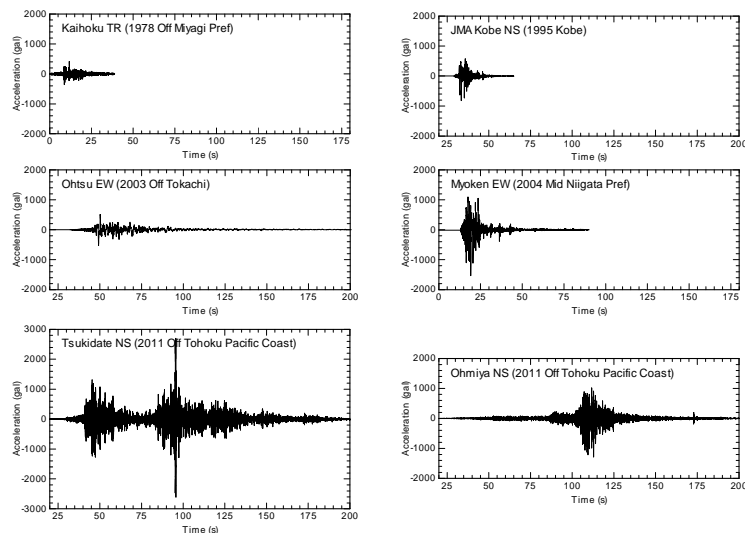 Kaihoku TR (1978 Off Miyagi Pref)
Acceleration (gal)
2000
1000
0
-1000
-2000
0 25 50 75 100 125 150 175
Time (s)
JMA Kobe NS (1995 Kobe)
Acceleration (gal)
2000
1000
0
-1000
-2000
25 50 75 100 125 150 175 200
Time (s)
Ohtsu EW (2003 Off Tokachi)
Acceleration (gal)
2000
1000
0
-1000
-2000
25 50 75 100 125 150 175 200
Time (s)
Myoken EW (2004 Mid Niigata Pref)
Acceleration (gal)
2000
1000
0
-1000
-2000
0 25 50 75 100 125 150 175
Time (s)
Tsukidate NS (2011 Off Tohoku Pacific Coast)
Acceleration (gal)
3000
2000
1000
0
-1000
-2000
-3000
25 50 75 100 125 150 175 200
Time (s)
Ohmiya NS (2011 Off Tohoku Pacific Coast)
Acceleration (gal)
2000
1000
0
-1000
-2000
25 50 75 100 125 150 175 200
Time (s)